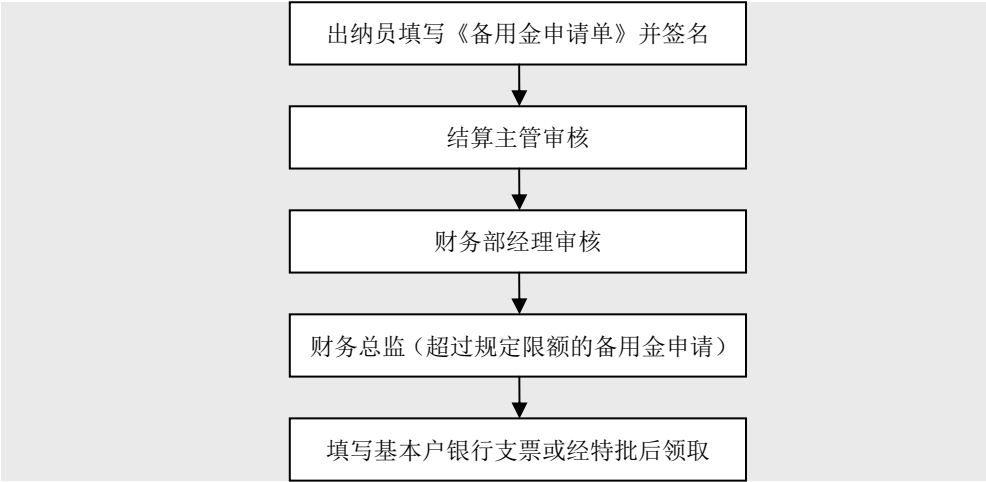 出纳员填写《备用金申请单》并签名
结算主管审核
财务部经理审核
财务总监（超过规定限额的备用金申请）
填写基本户银行支票或经特批后领取